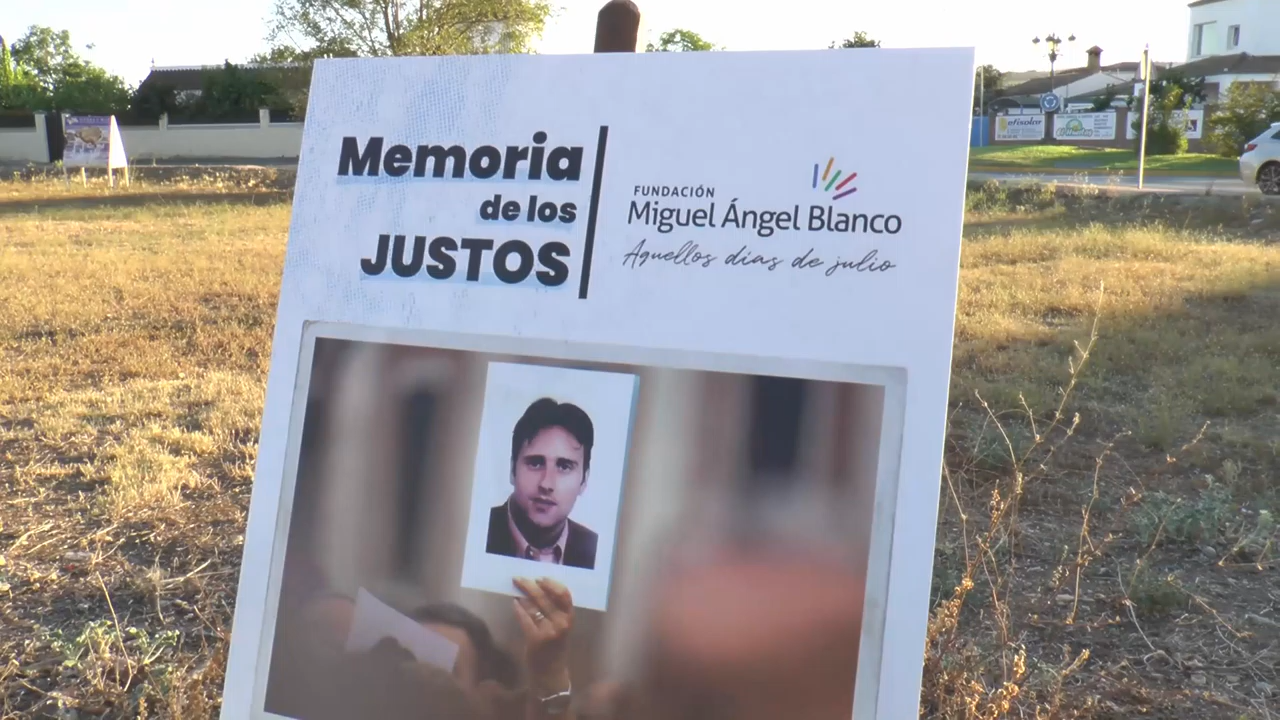 Memoria
de los
JUSTOS
FUNDACIÓN
Miguel Ángel Blanco
Aquellos días de julio